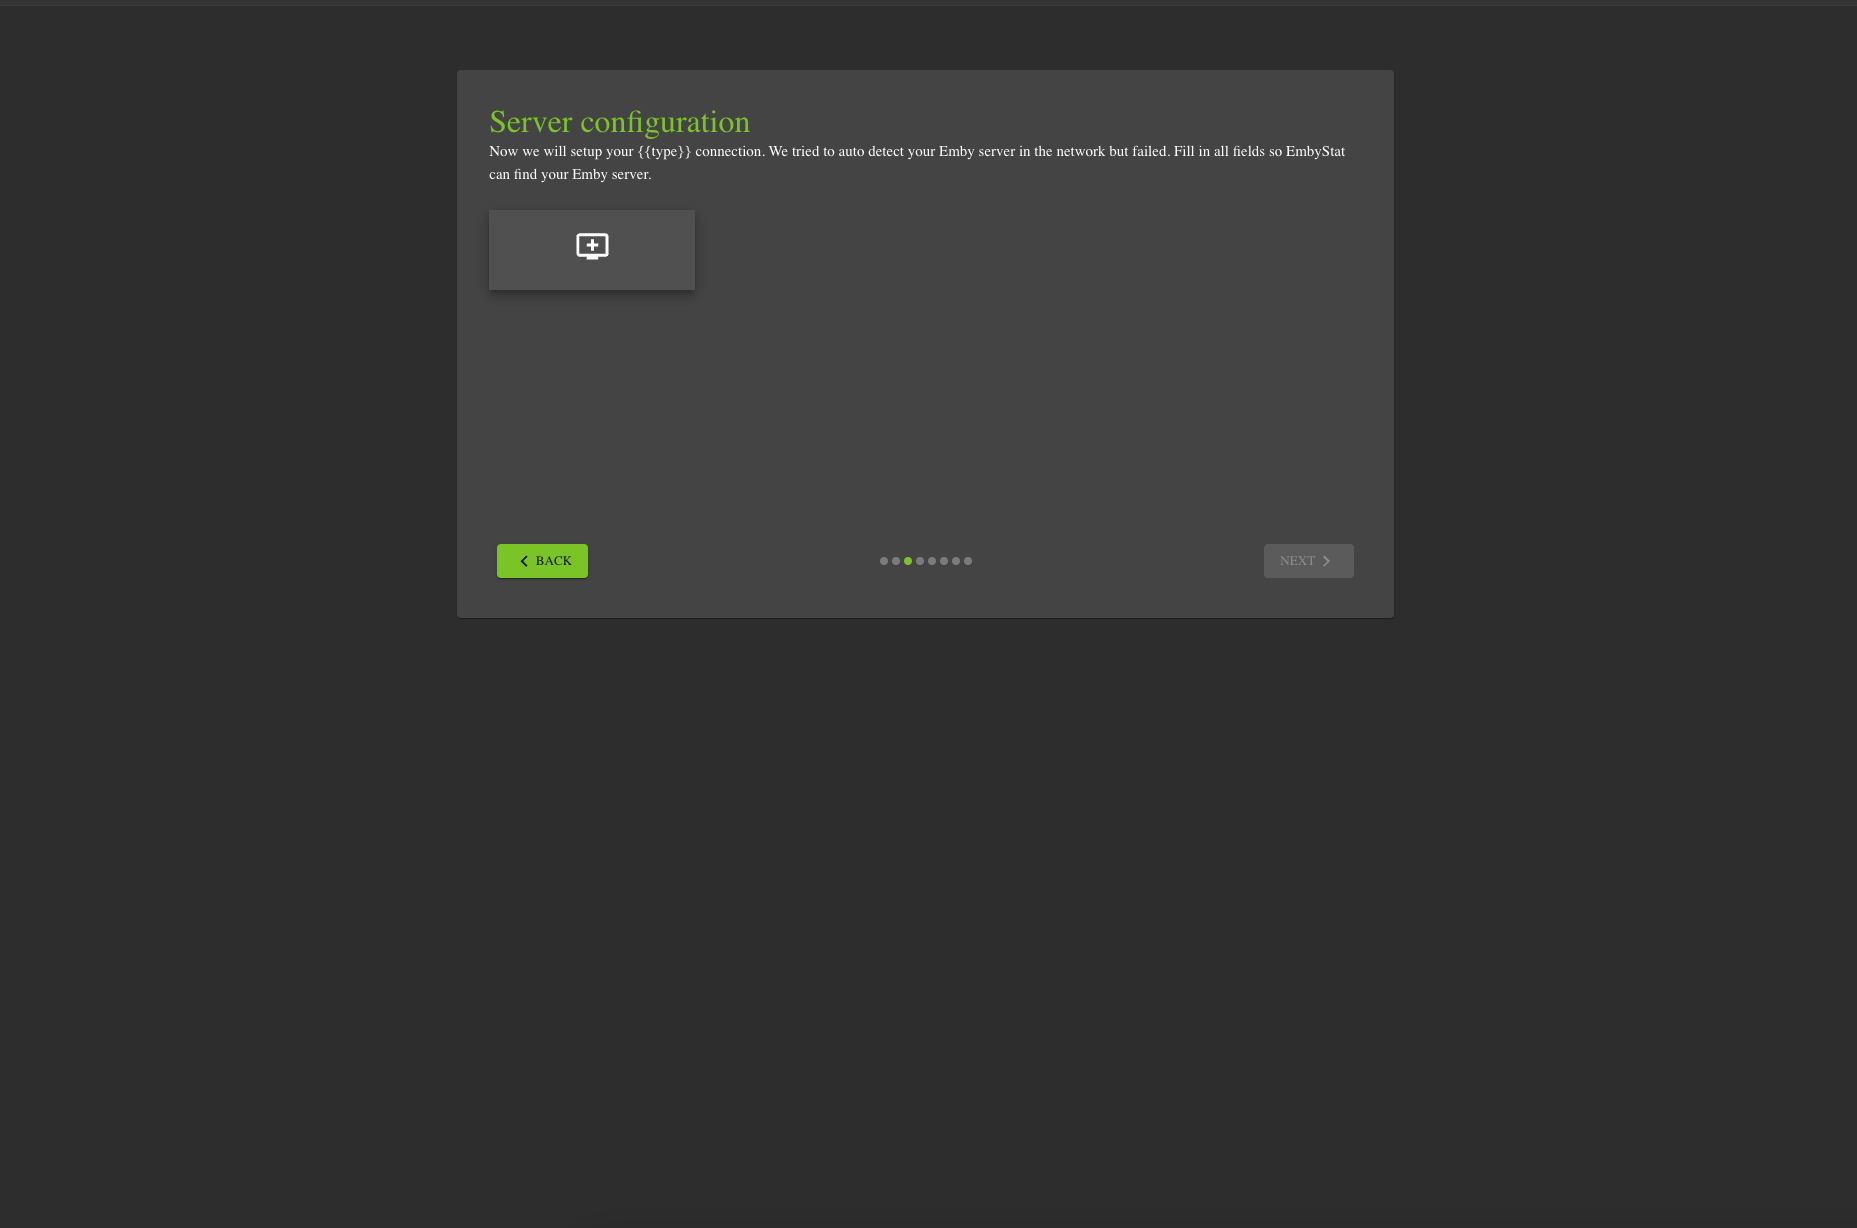 Server configuration
Now we will setup your {{type}} connection. We tried to auto detect your Emby server in the network but failed. Fill in all fields so EmbyStat
can find your Emby server.
BACK
NEXT